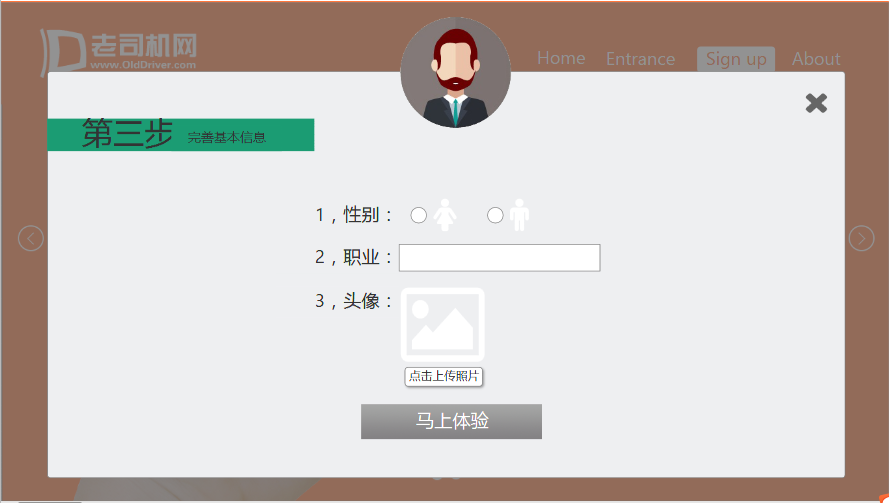 老司机网
www.OldDriver.com
Home Entrance Sign up About
第三步 完善基本信息
1，性别：
2，职业：
3，头像：
点击上传照片
马上体验